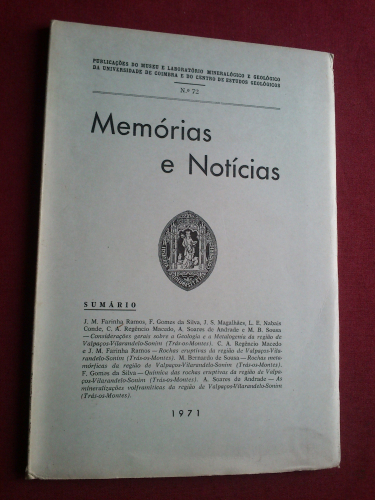 PUBLICAÇÕES DO MUSEU E LABORATÓRIO MINERALÓGICO E GEOLÓGICO
DA UNIVERSIDADE DE COIMBRA E DO CENTRO DE ESTUDOS GEOLÓGICOS
N.º 72
Memórias
e Notícias
SUMÁRIO
J. M. Farinha Ramos, F. Gomes da Silva, J. S. Magalhães, L. E. Nabais
Conde, C. A. Regêncio Macedo, A. Soares de Andrade e M. B. Sousa
— Considerações gerais sobre a Geologia e a Metalogenia da região de
Valpaços-Vilarandelo-Sonim (Trás-os-Montes). C. A. Regêncio Macedo
e J. M. Farinha Ramos — Rochas eruptivas da região de Valpaços-Vila-
randelo-Sonim (Trás-os-Montes). M. Bernardo de Sousa — Rochas meta-
mórficas da região de Valpaços-Vilarandelo-Sonim (Trás-os-Montes).
F. Gomes da Silva — Química das rochas eruptivas da região de Valpa-
ços-Vilarandelo-Sonim (Trás-os-Montes). A. Soares de Andrade — As
mineralizações volframíticas da região de Valpaços-Vilarandelo-Sonim
(Trás-os-Montes).
1971